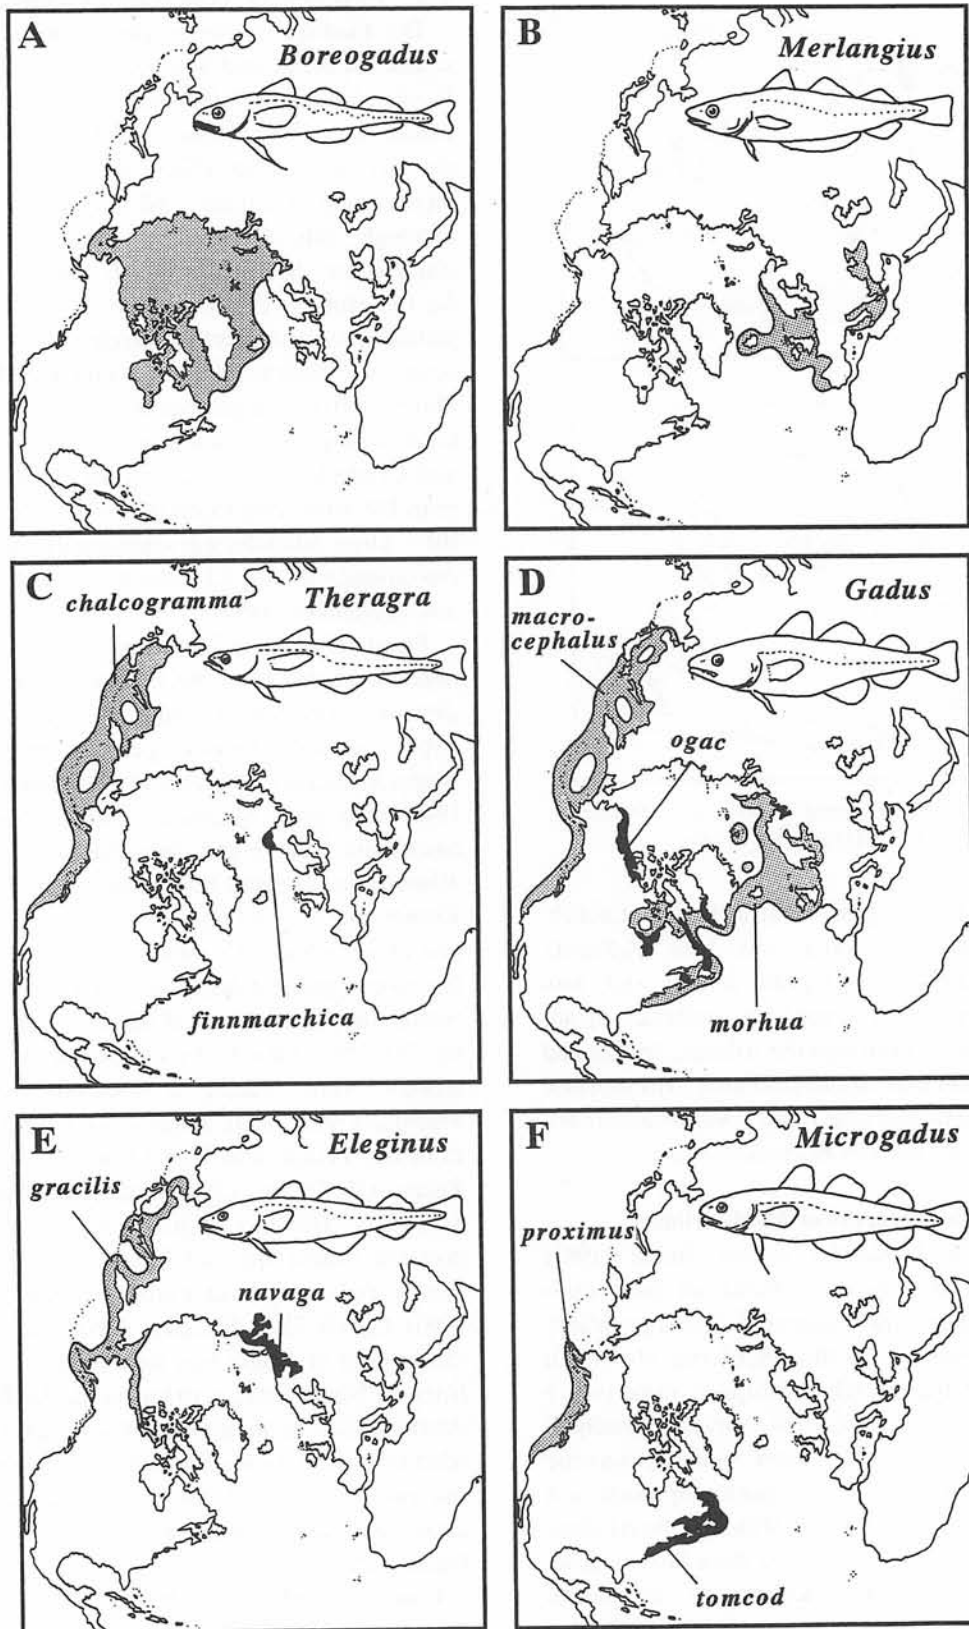 A
Boreogadus
B
Merlangius
C
chalcogramma
Theragra
finnmarchica
D
Gadus
macro-
cephalus
ogac
morhua
E
Eleginus
gracilis
navaga
F
Microgadus
proximus
tomcod